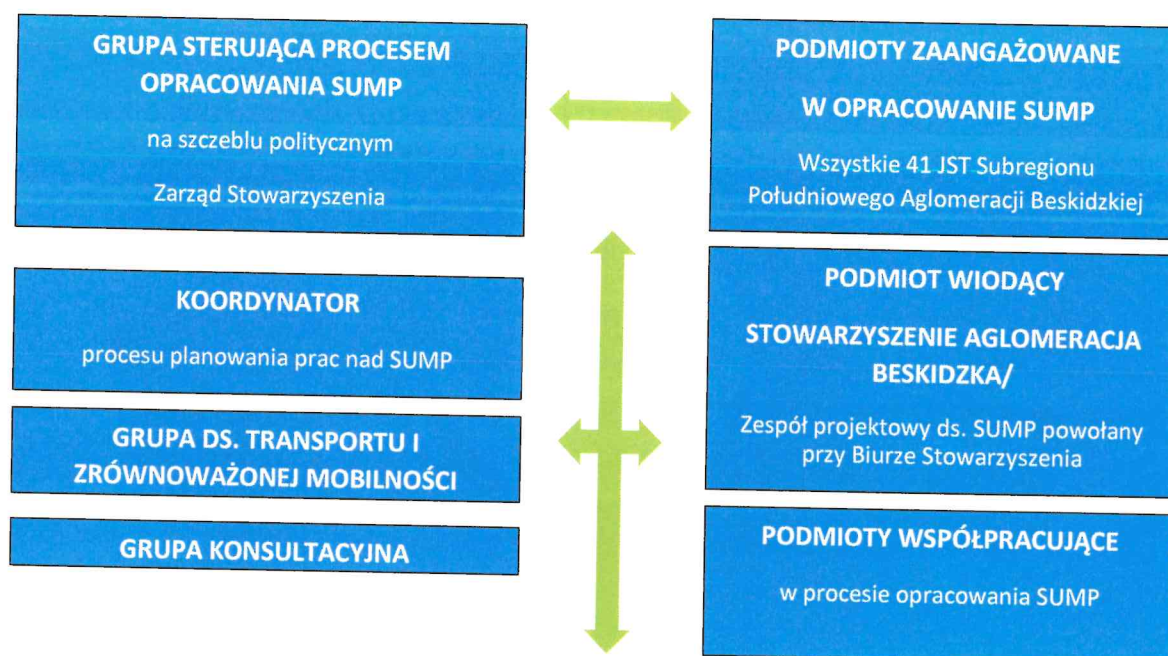 GRUPA STERUJĄCA PROCESEM
OPRACOWANIA SUMP
na szczeblu politycznym
Zarząd Stowarzyszenia
KOORDYNATOR
procesu planowania prac nad SUMP
GRUPA DS. TRANSPORTU I
ZRÓWNOWAŻONEJ MOBILNOŚCI
GRUPA KONSULTACYJNA
PODMIOTY ZAANGAŻOWANE
W OPRACOWANIE SUMP
Wszystkie 41 JST Subregionu
Południowego Aglomeracji Beskidzkiej
PODMIOT WIODĄCY
STOWARZYSZENIE AGLOMERACJA
BESKIDZKA/
Zespół projektowy ds. SUMP powołany
przy Biurze Stowarzyszenia
PODMIOTY WSPÓŁPRACUJĄCE
w procesie opracowania SUMP